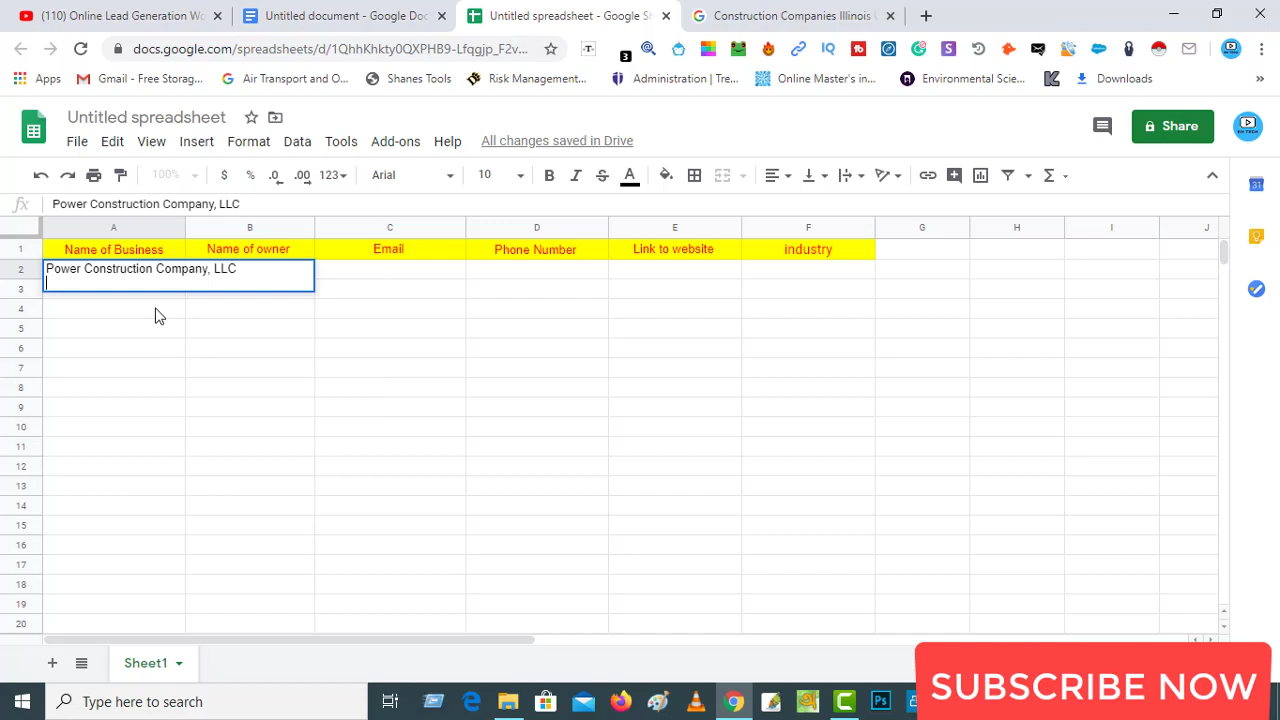 (110) Online Lead Generation W
Untitled document - Google Doc
Untitled spreadsheet - Google Sh
Construction Companies Illinois U
docs.google.com/spreadsheets/d/1QhhKhkty0QXPHB9-Lfqgjp_F2v...
3
Apps
Gmail - Free Storag...
Air Transport and O...
Shanes Tools
Risk Management...
Administration | Tre...
Online Master's in...
Environmental Scie...
Downloads
»
Untitled spreadsheet
Share
File Edit View Insert Format Data Tools Add-ons Help All changes saved in Drive
100% $ % .0 .00 123 Arial 10 B I S A
fx Power Construction Company, LLC
A B C D E F G H I J
1 Name of Business Name of owner Email Phone Number Link to website industry
2 Power Construction Company, LLC
3
4
5
6
7
8
9
10
11
12
13
14
15
16
17
18
19
20
Sheet1
SUBSCRIBE NOW
Type here to search
Ps